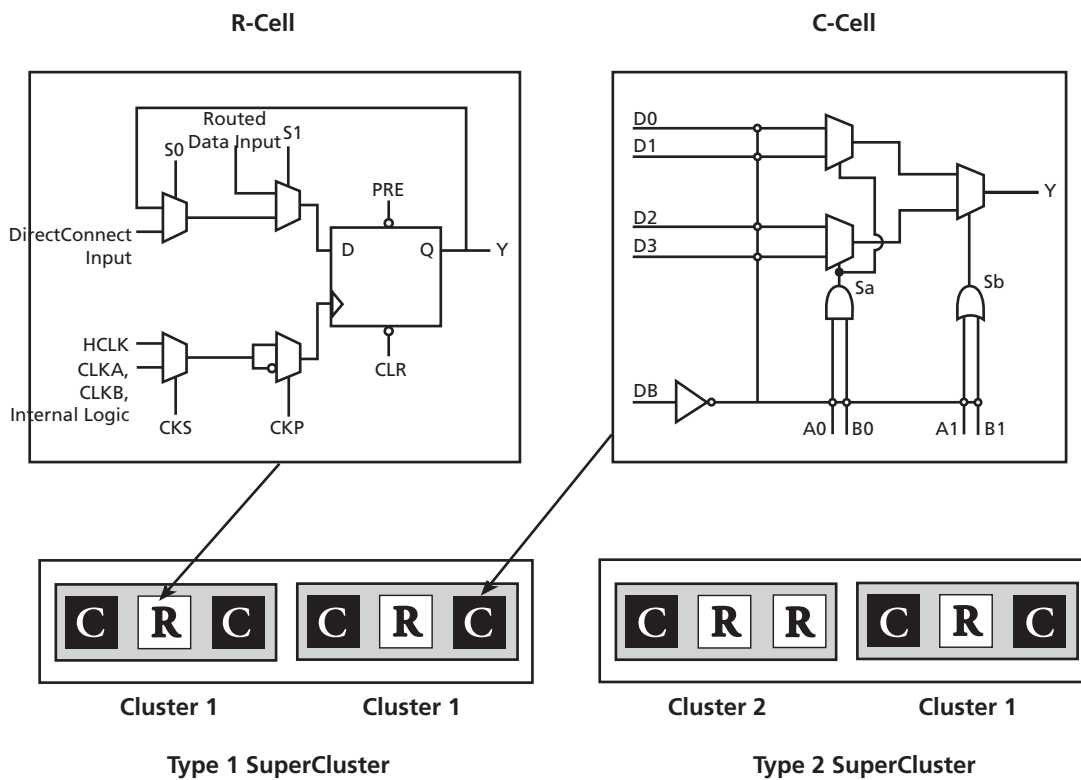 R-Cell
C-Cell
Routed
Data Input
S1
S0
PRE
DirectConnect
Input
D
Q
Y
HCLK
CLKA,
CLKB,
Internal Logic
CKS
CKP
CLR
D0
D1
D2
D3
Y
Sa
Sb
DB
A0
B0
A1
B1
C
R
C
C
R
C
C
R
R
C
R
C
Cluster 1
Cluster 1
Cluster 2
Cluster 1
Type 1 SuperCluster
Type 2 SuperCluster